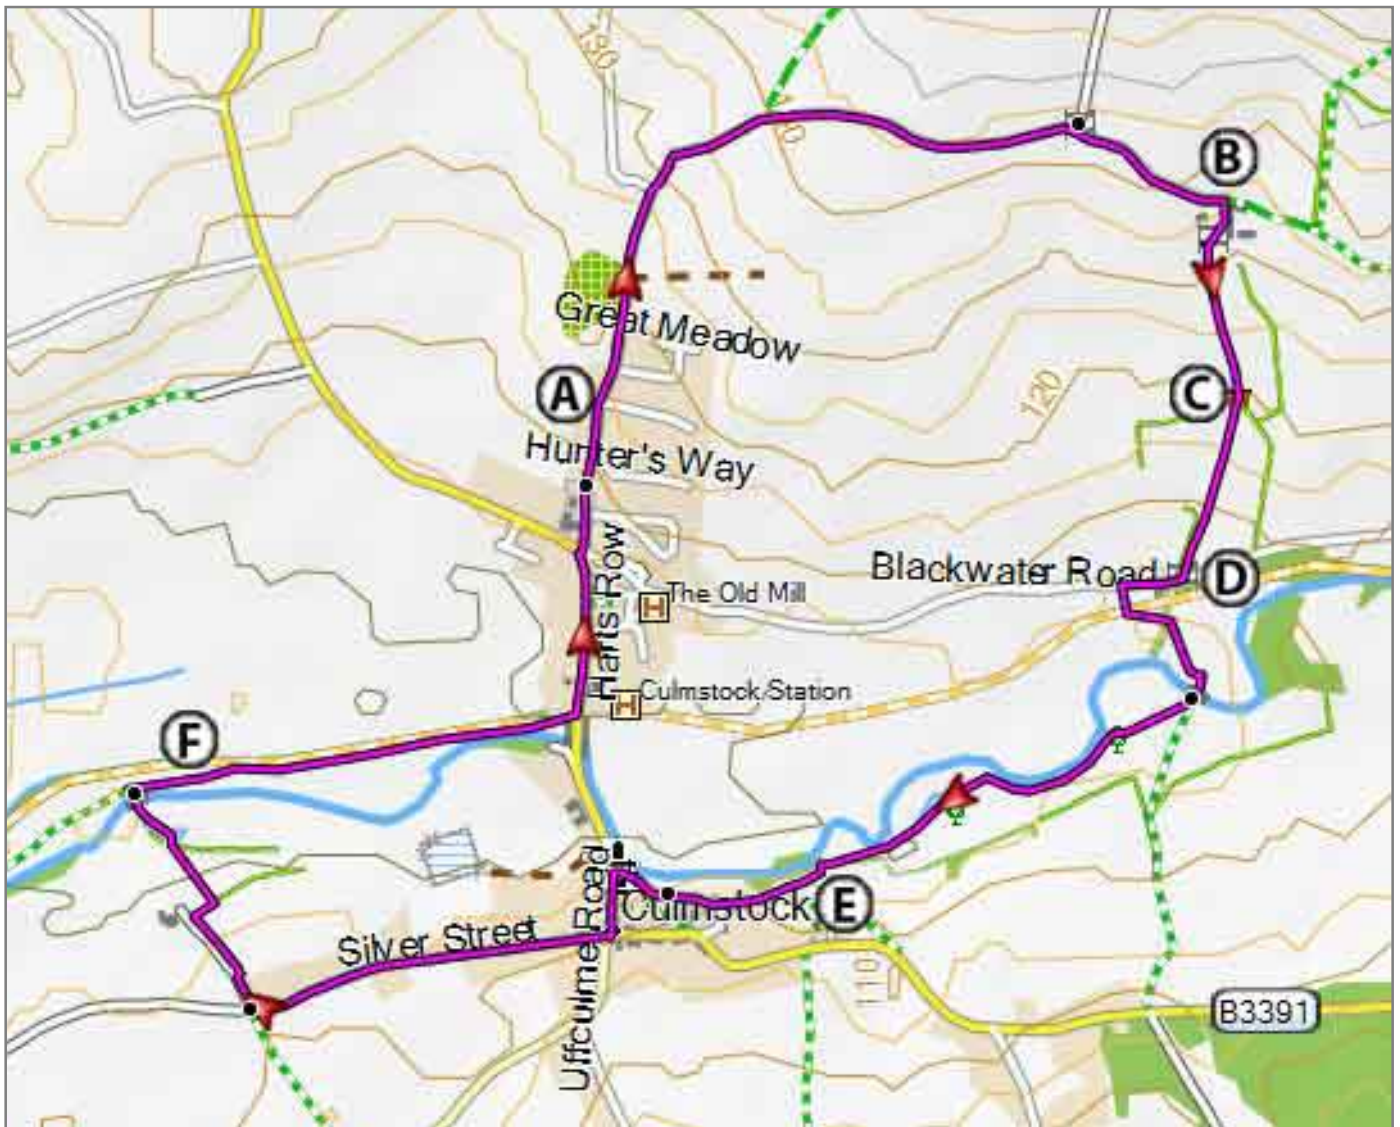 130
B
Great Meadow
A
C
120
Hunter's Way
Harts Row
Blackwater Road
D
The Old Mill
Culmstock Station
F
Culmstock
E
Silver Street
Uffculme Road
110
B3391